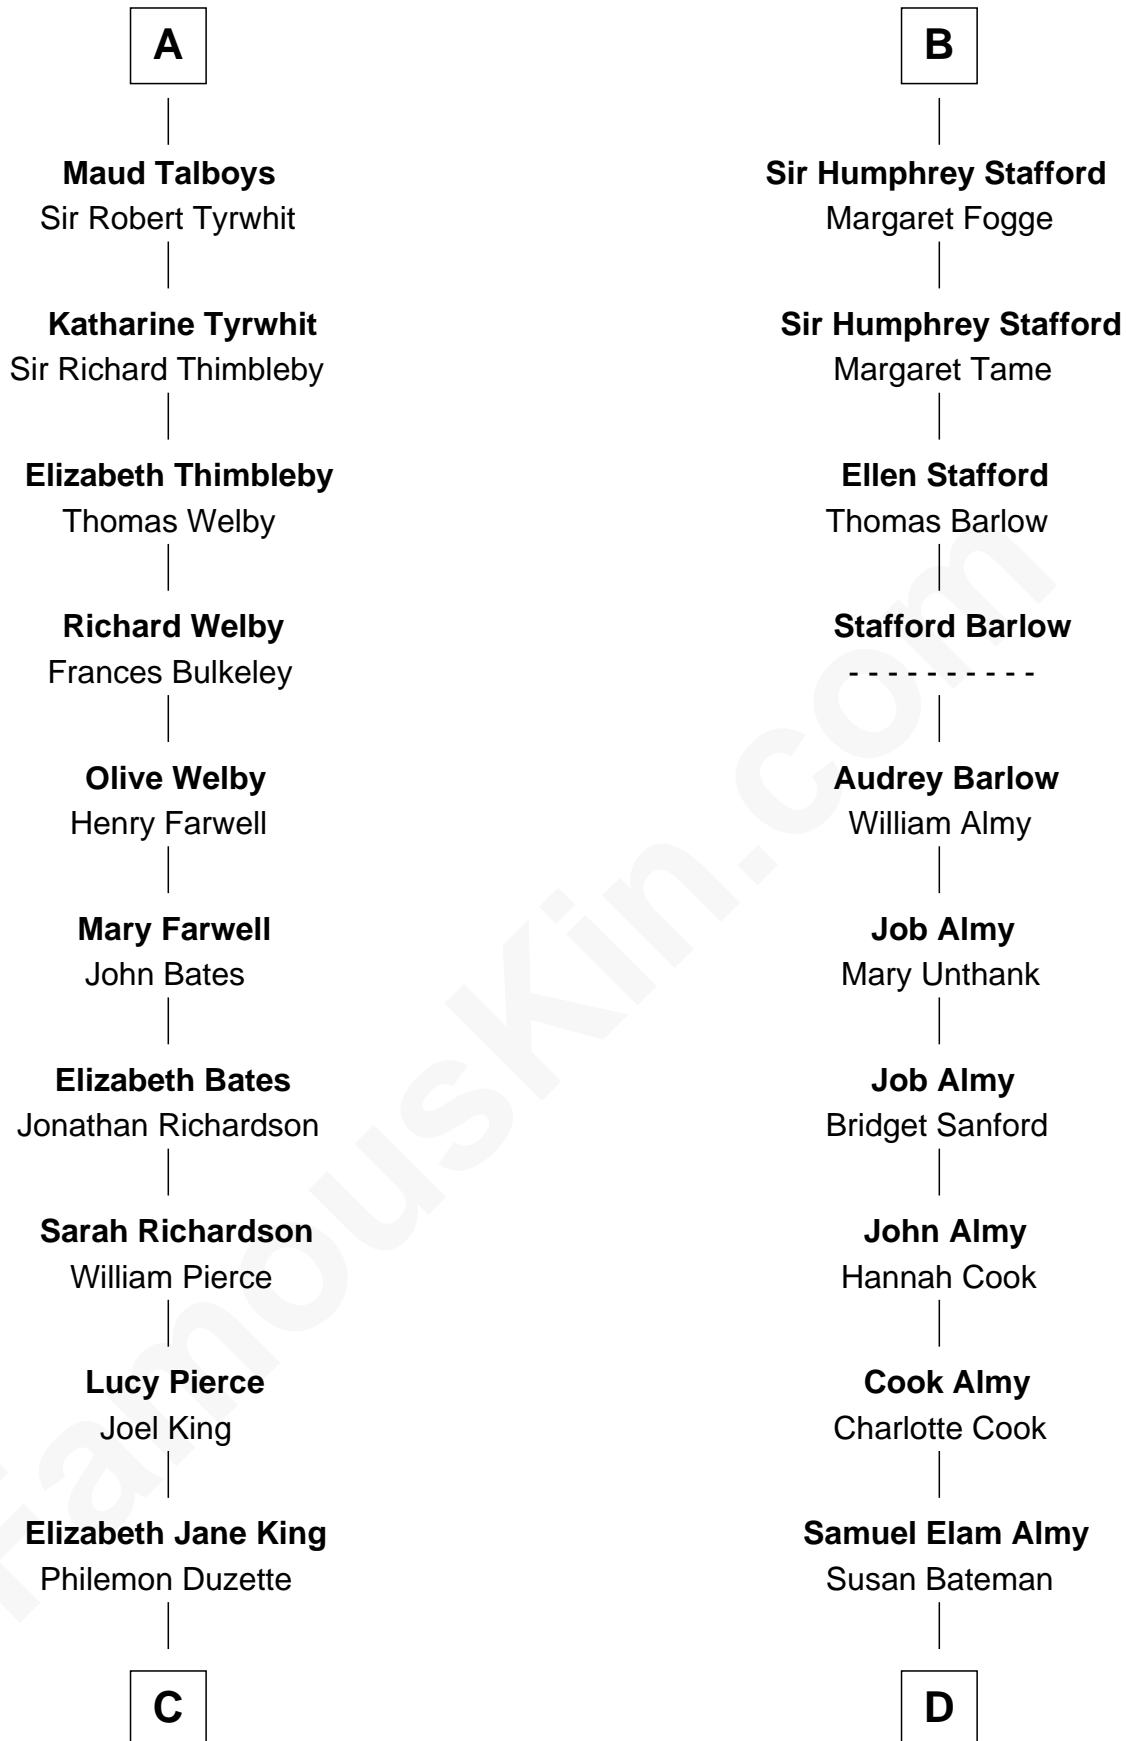 A
Maud Talboys
Sir Robert Tyrwhit
Katharine Tyrwhit
Sir Richard Thimbleby
Elizabeth Thimbleby
Thomas Welby
Richard Welby
Frances Bulkeley
Olive Welby
Henry Farwell
Mary Farwell
John Bates
Elizabeth Bates
Jonathan Richardson
Sarah Richardson
William Pierce
Lucy Pierce
Joel King
Elizabeth Jane King
Philemon Duzette
C
B
Sir Humphrey Stafford
Margaret Fogge
Sir Humphrey Stafford
Margaret Tame
Ellen Stafford
Thomas Barlow
Stafford Barlow
- - - - - - - - - -
Audrey Barlow
William Almy
Job Almy
Mary Unthank
Job Almy
Bridget Sanford
John Almy
Hannah Cook
Cook Almy
Charlotte Cook
Samuel Elam Almy
Susan Bateman
D
FamousKin.com